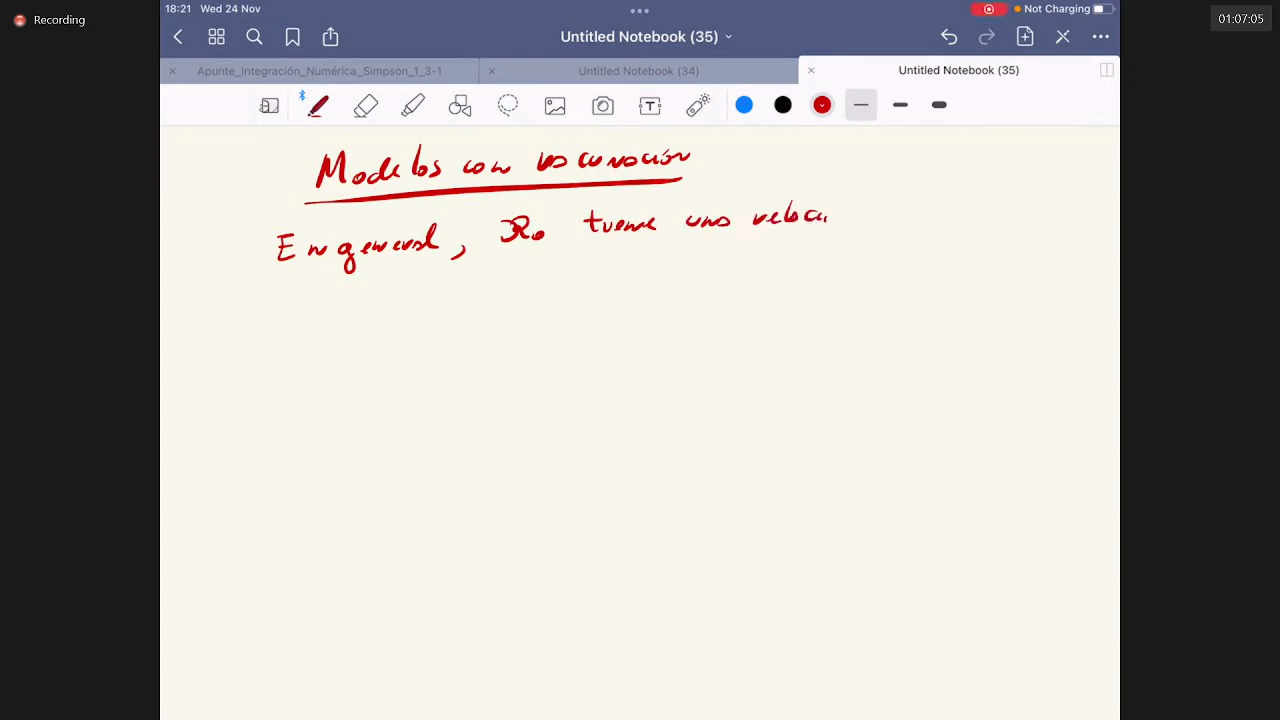 Recording
18:21 Wed 24 Nov
Not Charging
01:07:05
Untitled Notebook (35)
Apunte_Integración_Numérica_Simpson_1_3-1
Untitled Notebook (34)
Untitled Notebook (35)
Modelos con vacunación
En general, R0 tiene una relac